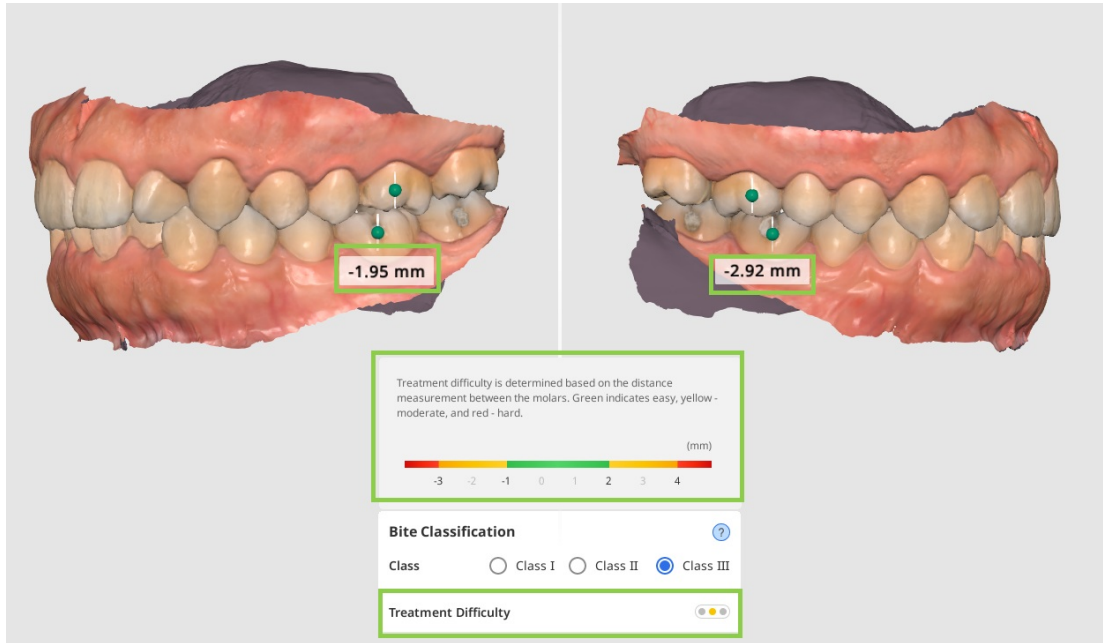 -1.95 mm
-2.92 mm
Treatment difficulty is determined based on the distance
measurement between the molars. Green indicates easy, yellow -
moderate, and red - hard.
(mm)
-3 -2 -1 0 1 2 3 4
Bite Classification ?
Class Class I Class II Class III
Treatment Difficulty